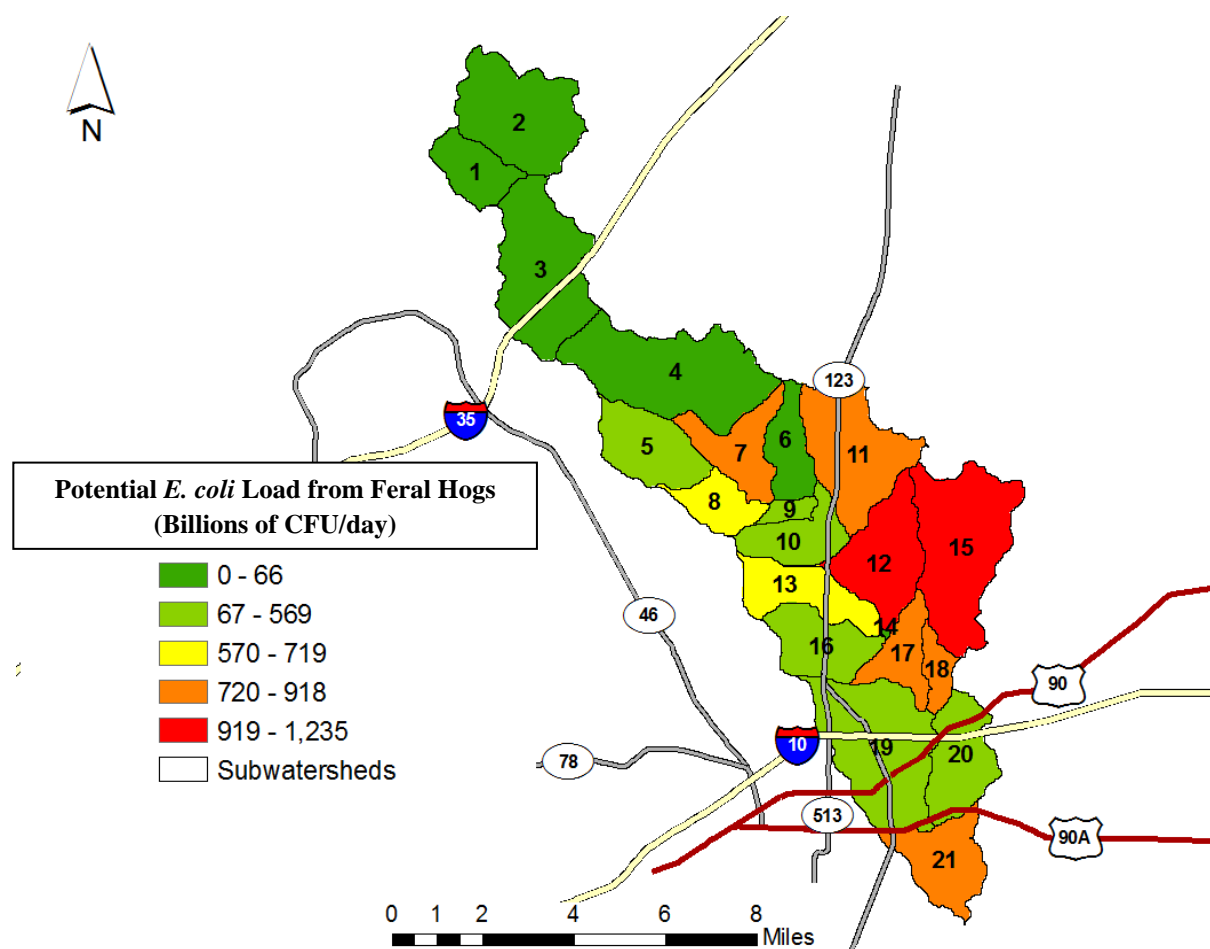 N
2
1
3
4
123
35
5
7
6
11
Potential E. coli Load from Feral Hogs
(Billions of CFU/day)
8
9
10
12
15
0 - 66
67 - 569
570 - 719
720 - 918
919 - 1,235
Subwatersheds
13
46
14
16
17
18
90
10
19
20
78
513
90A
21
0 1 2 4 6 8
Miles